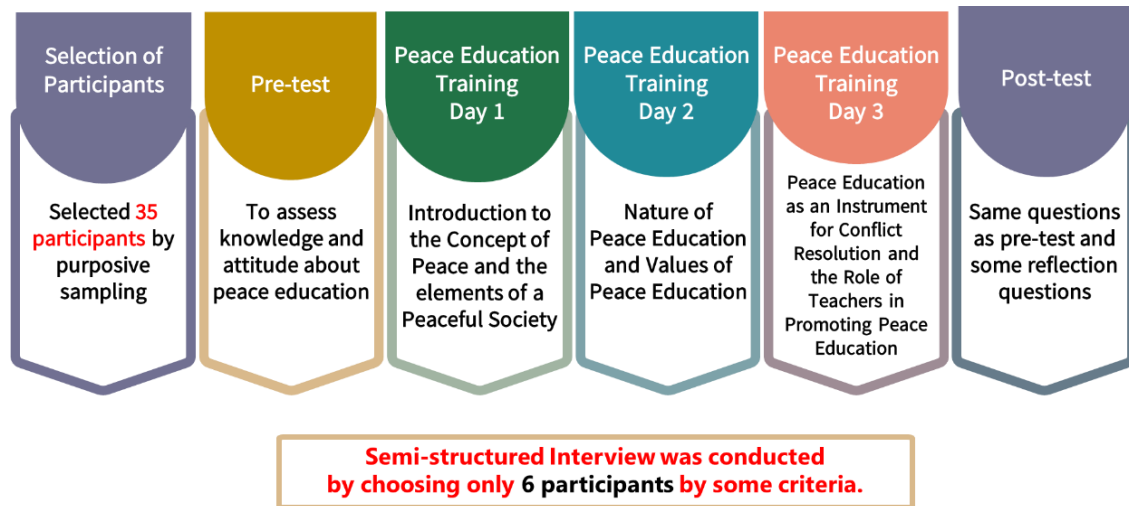 Selection of
Participants
Selected 35
participants by
purposive
sampling
Pre-test
To assess
knowledge and
attitude about
peace education
Peace Education
Training
Day 1
Introduction to
the Concept of
Peace and the
elements of a
Peaceful Society
Peace Education
Training
Day 2
Nature of
Peace Education
and Values of
Peace Education
Peace Education
Training
Day 3
Peace Education
as an Instrument
for Conflict
Resolution and
the Role of
Teachers in
Promoting Peace
Education
Post-test
Same questions
as pre-test and
some reflection
questions
Semi-structured Interview was conducted
by choosing only 6 participants by some criteria.